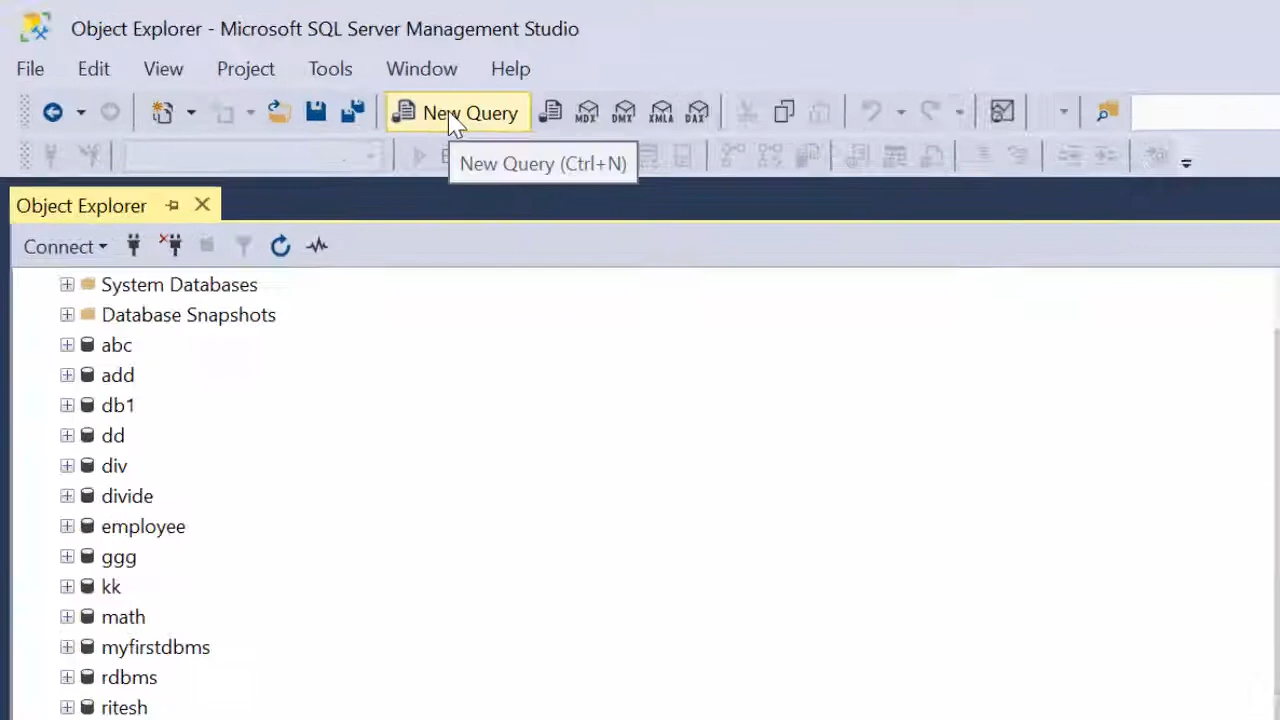 Object Explorer - Microsoft SQL Server Management Studio
File Edit View Project Tools Window Help
New Query MDX DMX XMLA DAX
New Query (Ctrl+N)
Object Explorer
Connect
System Databases
Database Snapshots
abc
add
db1
dd
div
divide
employee
ggg
kk
math
myfirstdbms
rdbms
ritesh